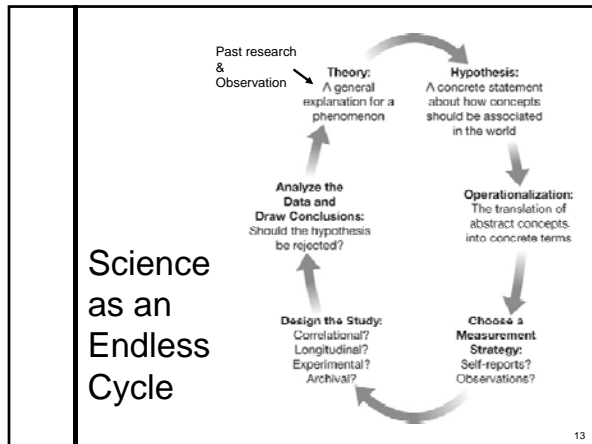 Past research
&
Observation
Theory:
A general
explanation for a
phenomenon
Hypothesis:
A concrete statement
about how concepts
should be associated
in the world
Operationalization:
The translation of
abstract concepts
into concrete terms
Choose a
Measurement
Strategy:
Self-reports?
Observations?
Design the Study:
Correlational?
Longitudinal?
Experimental?
Archival?
Analyze the
Data and
Draw Conclusions:
Should the hypothesis
be rejected?
Science
as an
Endless
Cycle
13